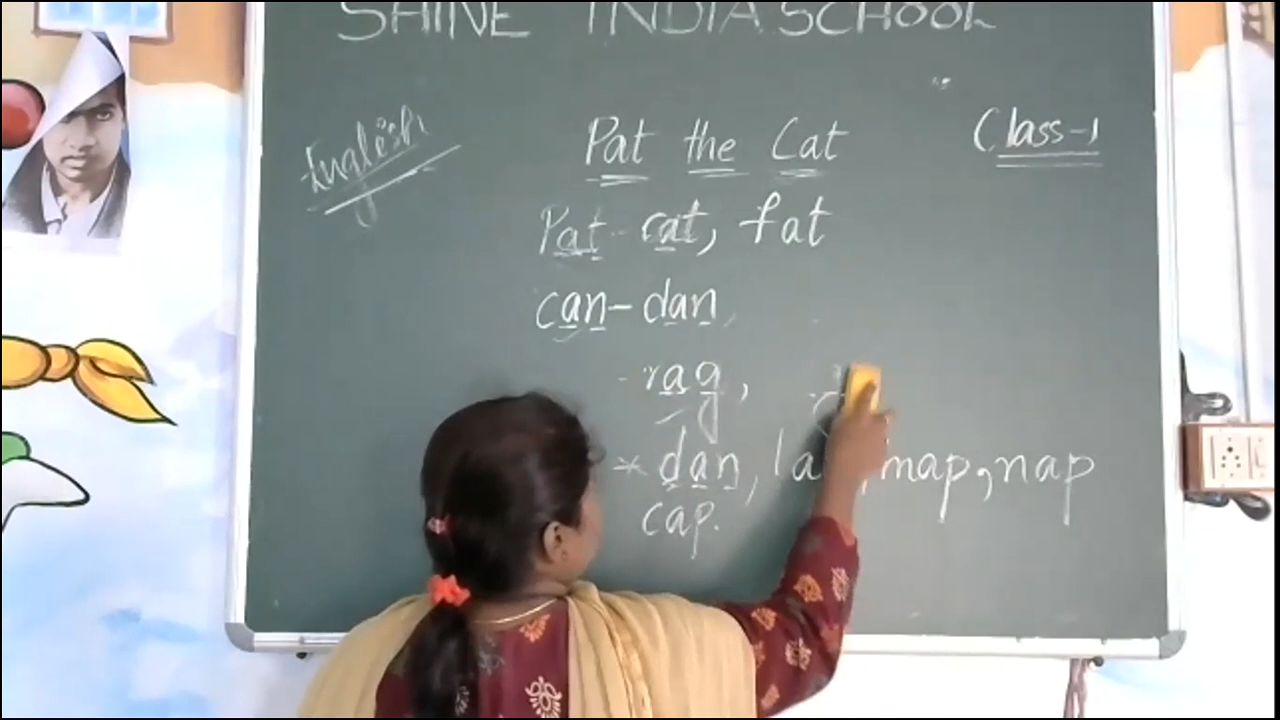 SHINE INDIA SCHOOL
English
Pat the Cat
Class-1
Pat - cat, fat
can - dan,
- rag,
* dan, map, nap
cap.